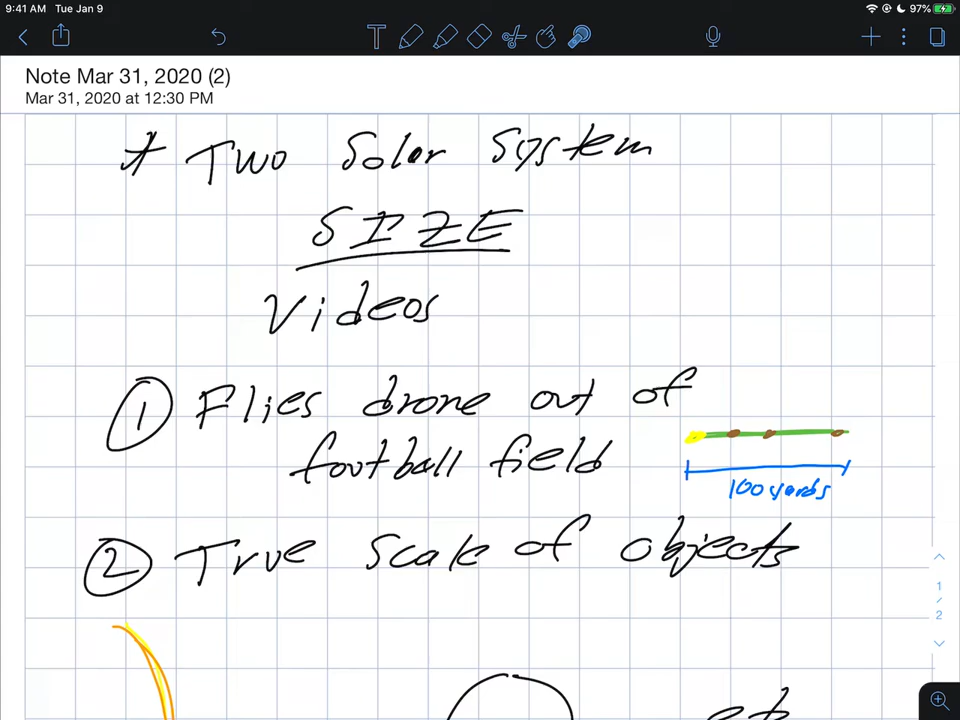 9:41 AM Tue Jan 9
97%
Note Mar 31, 2020 (2)
Mar 31, 2020 at 12:30 PM
* Two Solar System
SIZE
Videos
1 Flies drone out of
football field
100 yards
2 True scale of objects
1
/
2